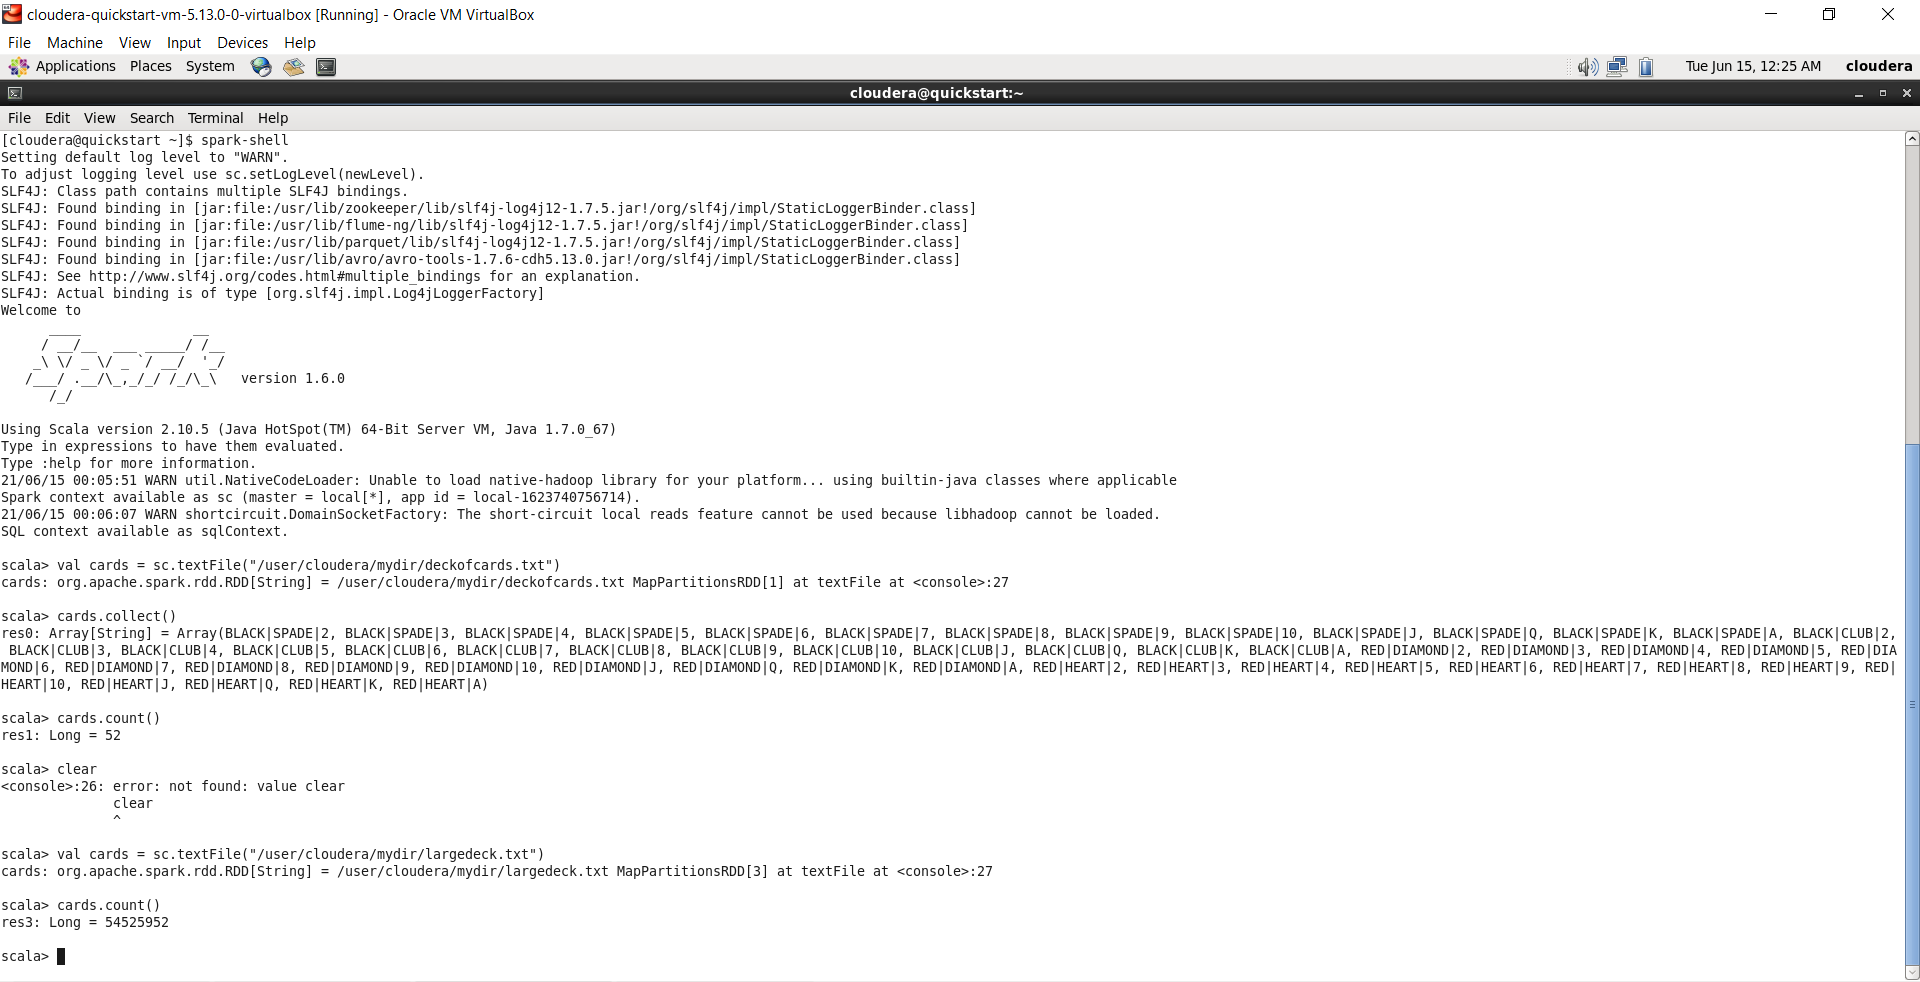 cloudera-quickstart-vm-5.13.0-0-virtualbox [Running] - Oracle VM VirtualBox
File Machine View Input Devices Help
Applications Places System Tue Jun 15, 12:25 AM cloudera
cloudera@quickstart:~
File Edit View Search Terminal Help
[cloudera@quickstart ~]$ spark-shell
Setting default log level to "WARN".
To adjust logging level use sc.setLogLevel(newLevel).
SLF4J: Class path contains multiple SLF4J bindings.
SLF4J: Found binding in [jar:file:/usr/lib/zookeeper/lib/slf4j-log4j12-1.7.5.jar!/org/slf4j/impl/StaticLoggerBinder.class]
SLF4J: Found binding in [jar:file:/usr/lib/flume-ng/lib/slf4j-log4j12-1.7.5.jar!/org/slf4j/impl/StaticLoggerBinder.class]
SLF4J: Found binding in [jar:file:/usr/lib/parquet/lib/slf4j-log4j12-1.7.5.jar!/org/slf4j/impl/StaticLoggerBinder.class]
SLF4J: Found binding in [jar:file:/usr/lib/avro/avro-tools-1.7.6-cdh5.13.0.jar!/org/slf4j/impl/StaticLoggerBinder.class]
SLF4J: See http://www.slf4j.org/codes.html#multiple_bindings for an explanation.
SLF4J: Actual binding is of type [org.slf4j.impl.Log4jLoggerFactory]
Welcome to
      ____              __
     / __/__  ___ _____/ /__
    _\ \/ _ \/ _ `/ __/  '_/
   /___/ .__/\_,_/_/ /_/\_\   version 1.6.0
      /_/
Using Scala version 2.10.5 (Java HotSpot(TM) 64-Bit Server VM, Java 1.7.0_67)
Type in expressions to have them evaluated.
Type :help for more information.
21/06/15 00:05:51 WARN util.NativeCodeLoader: Unable to load native-hadoop library for your platform... using builtin-java classes where applicable
Spark context available as sc (master = local[*], app id = local-1623740756714).
21/06/15 00:06:07 WARN shortcircuit.DomainSocketFactory: The short-circuit local reads feature cannot be used because libhadoop cannot be loaded.
SQL context available as sqlContext.
scala> val cards = sc.textFile("/user/cloudera/mydir/deckofcards.txt")
cards: org.apache.spark.rdd.RDD[String] = /user/cloudera/mydir/deckofcards.txt MapPartitionsRDD[1] at textFile at <console>:27
scala> cards.collect()
res0: Array[String] = Array(BLACK|SPADE|2, BLACK|SPADE|3, BLACK|SPADE|4, BLACK|SPADE|5, BLACK|SPADE|6, BLACK|SPADE|7, BLACK|SPADE|8, BLACK|SPADE|9, BLACK|SPADE|10, BLACK|SPADE|J, BLACK|SPADE|Q, BLACK|SPADE|K, BLACK|SPADE|A, BLACK|CLUB|2,
 BLACK|CLUB|3, BLACK|CLUB|4, BLACK|CLUB|5, BLACK|CLUB|6, BLACK|CLUB|7, BLACK|CLUB|8, BLACK|CLUB|9, BLACK|CLUB|10, BLACK|CLUB|J, BLACK|CLUB|Q, BLACK|CLUB|K, BLACK|CLUB|A, RED|DIAMOND|2, RED|DIAMOND|3, RED|DIAMOND|4, RED|DIAMOND|5, RED|DIA
MOND|6, RED|DIAMOND|7, RED|DIAMOND|8, RED|DIAMOND|9, RED|DIAMOND|10, RED|DIAMOND|J, RED|DIAMOND|Q, RED|DIAMOND|K, RED|DIAMOND|A, RED|HEART|2, RED|HEART|3, RED|HEART|4, RED|HEART|5, RED|HEART|6, RED|HEART|7, RED|HEART|8, RED|HEART|9, RED|
HEART|10, RED|HEART|J, RED|HEART|Q, RED|HEART|K, RED|HEART|A)
scala> cards.count()
res1: Long = 52
scala> clear
<console>:26: error: not found: value clear
              clear
              ^
scala> val cards = sc.textFile("/user/cloudera/mydir/largedeck.txt")
cards: org.apache.spark.rdd.RDD[String] = /user/cloudera/mydir/largedeck.txt MapPartitionsRDD[3] at textFile at <console>:27
scala> cards.count()
res3: Long = 54525952
scala>